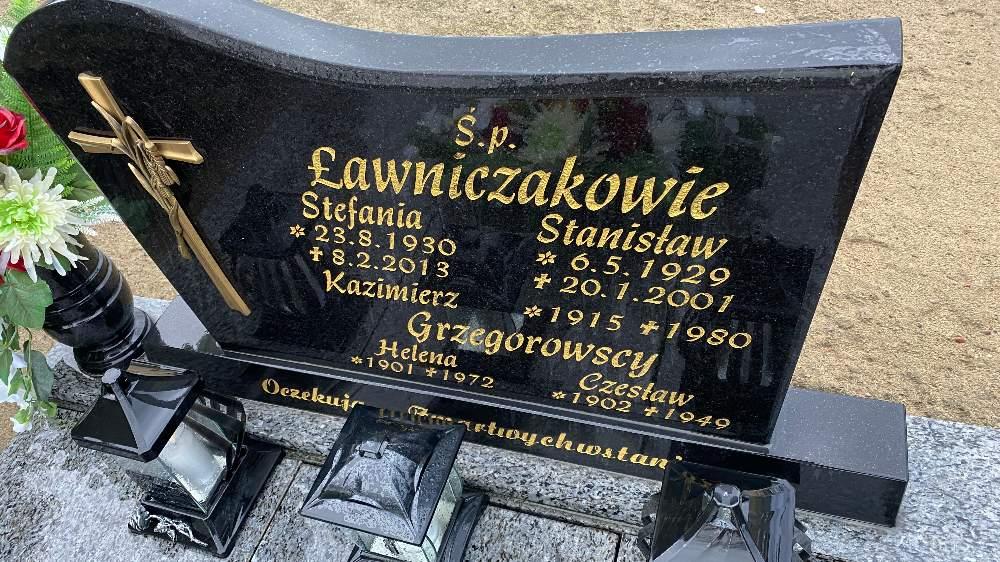 Ś.p.
Ławniczakowie
Stefania Stanisław
* 23.8.1930 * 6.5.1929
✝ 8.2.2013 ✝ 20.1.2001
Kazimierz * 1915 ✝ 1980
Grzegorowscy
Helena Czesław
* 1901 ✝ 1972 * 1902 ✝ 1949
Oczekują